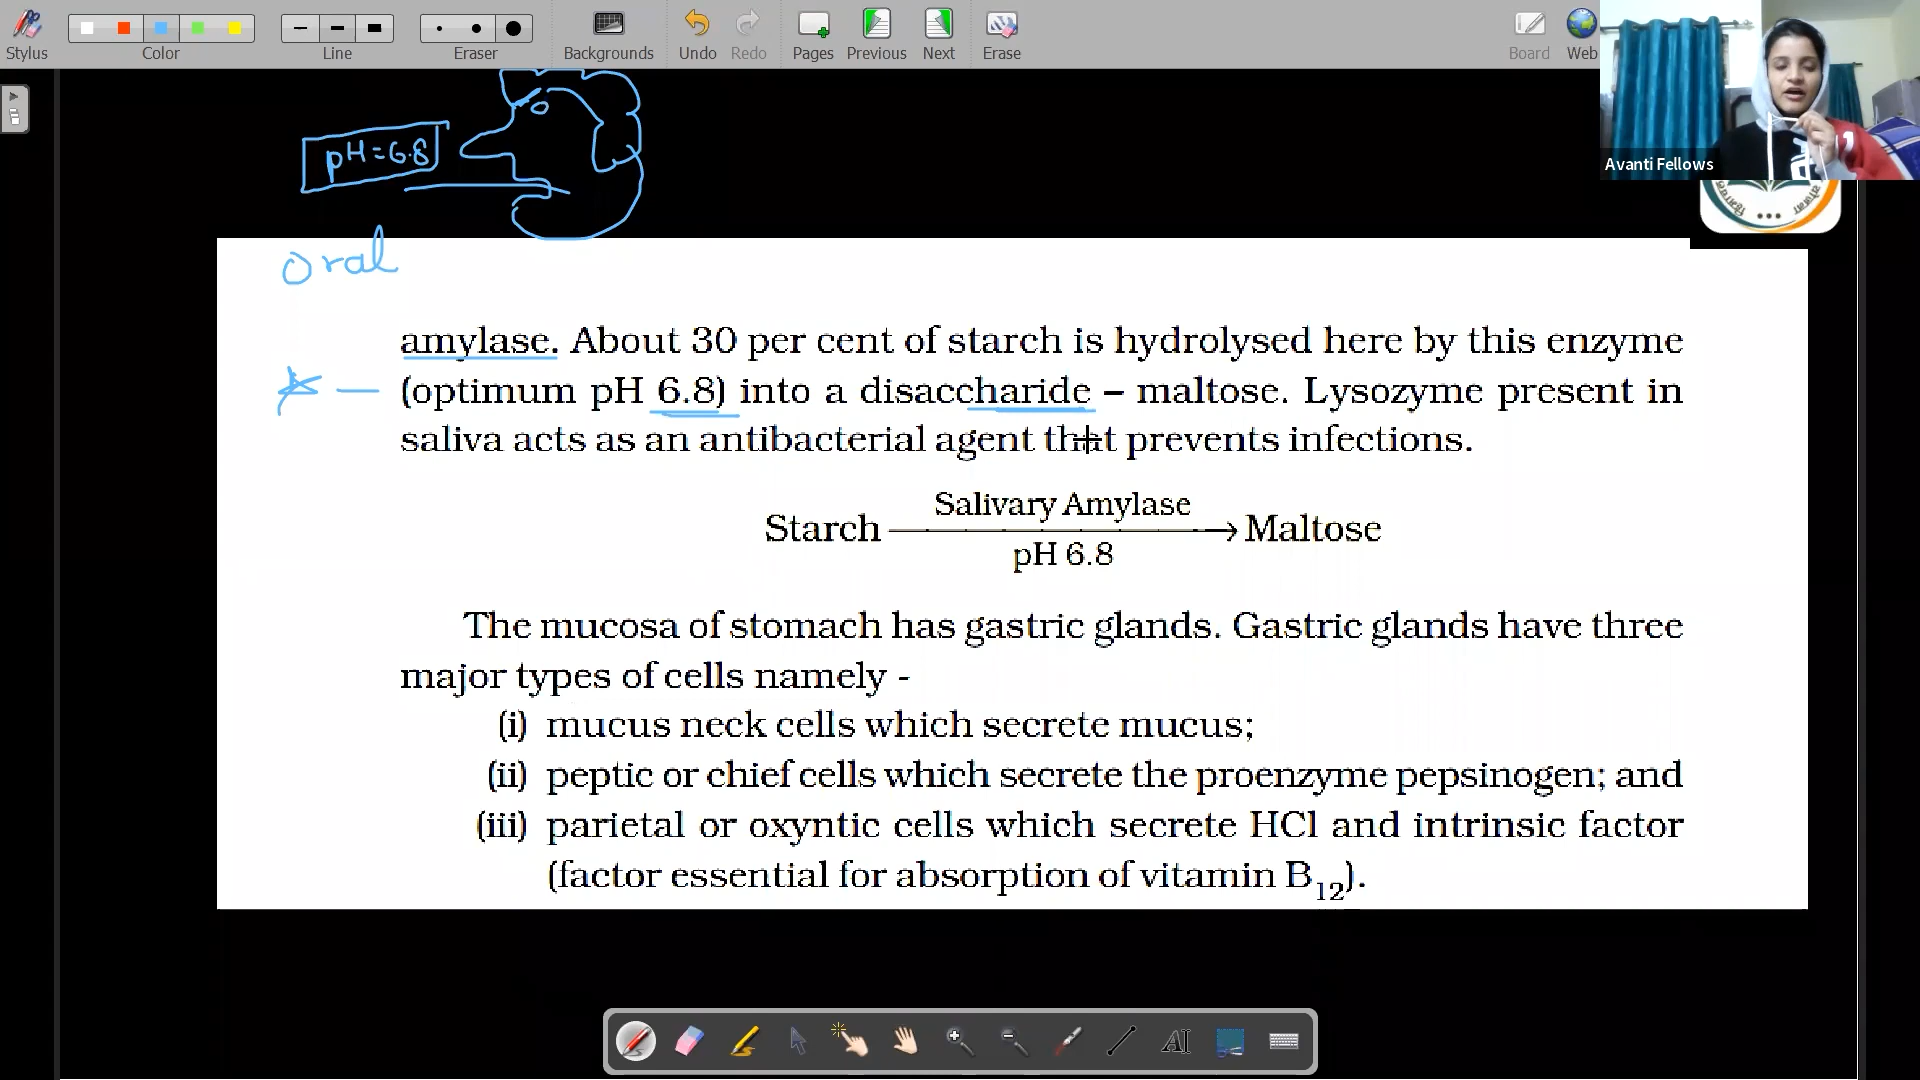 Stylus
Color
Line
Eraser
Backgrounds
Undo
Redo
Pages
Previous
Next
Erase
Board
Web
Avanti Fellows
pH=6.8
oral
amylase. About 30 per cent of starch is hydrolysed here by this enzyme
(optimum pH 6.8) into a disaccharide – maltose. Lysozyme present in
saliva acts as an antibacterial agent that prevents infections.
Salivary Amylase
Starch → Maltose
pH 6.8
The mucosa of stomach has gastric glands. Gastric glands have three
major types of cells namely -
(i) mucus neck cells which secrete mucus;
(ii) peptic or chief cells which secrete the proenzyme pepsinogen; and
(iii) parietal or oxyntic cells which secrete HCl and intrinsic factor
(factor essential for absorption of vitamin B12).
AI